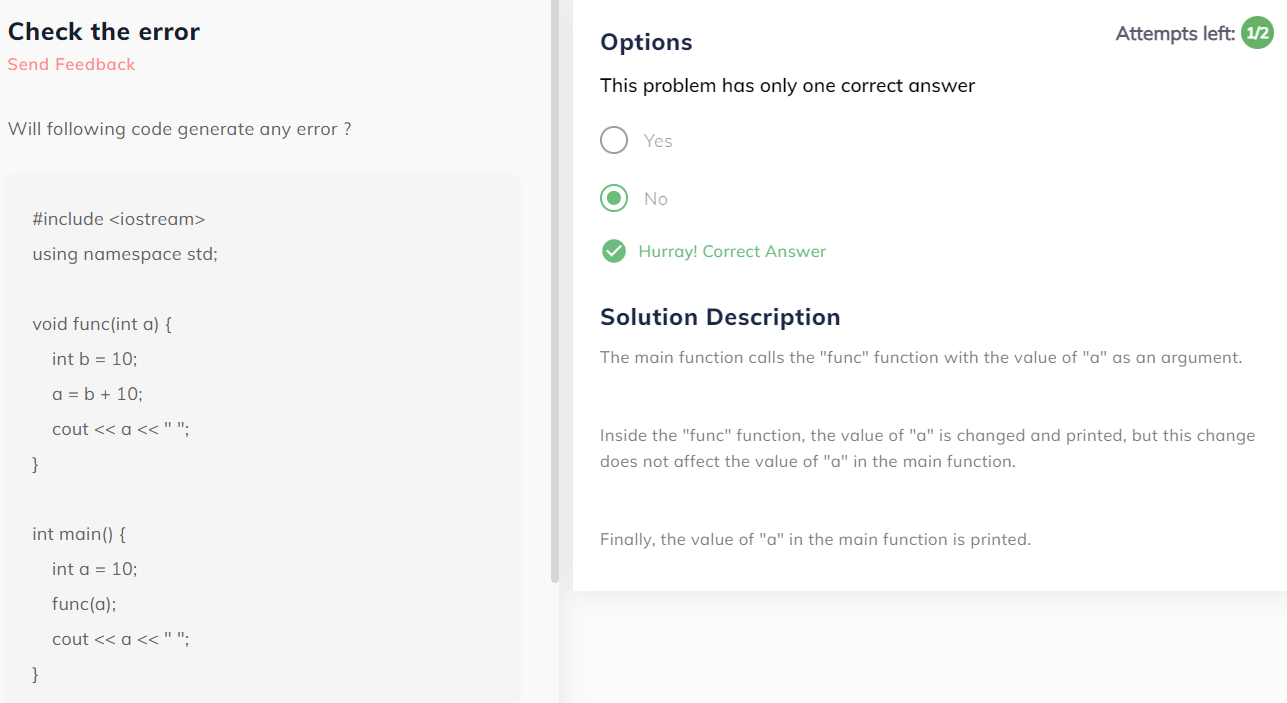 Check the error
Send Feedback
Will following code generate any error ?
#include <iostream>
using namespace std;
void func(int a) {
int b = 10;
a = b + 10;
cout << a << " ";
}
int main() {
int a = 10;
func(a);
cout << a << " ";
}
Options
Attempts left: 1/2
This problem has only one correct answer
Yes
No
Hurray! Correct Answer
Solution Description
The main function calls the "func" function with the value of "a" as an argument.
Inside the "func" function, the value of "a" is changed and printed, but this change
does not affect the value of "a" in the main function.
Finally, the value of "a" in the main function is printed.